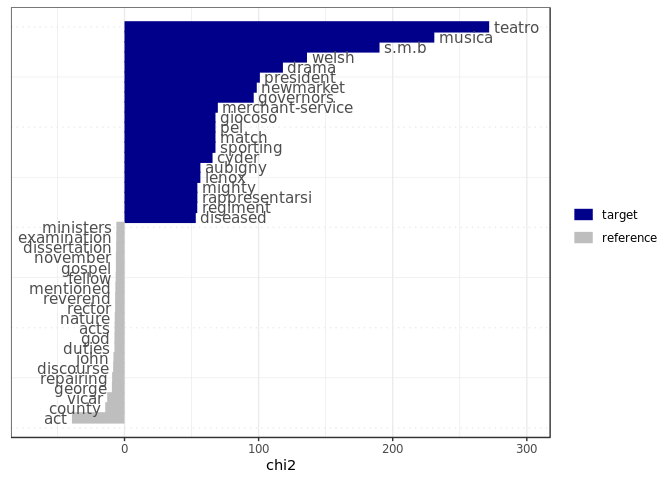 teatro
musica
s.m.b
welsh
drama
president
newmarket
governors
merchant-service
giocoso
pel
match
sporting
cyder
aubigny
lenox
mighty
rappresentarsi
regiment
diseased
ministers
examination
dissertation
november
gospel
fellow
mentioned
reverend
rector
nature
acts
god
duties
john
discourse
repairing
george
vicar
county
act
0
100
200
300
chi2
target
reference